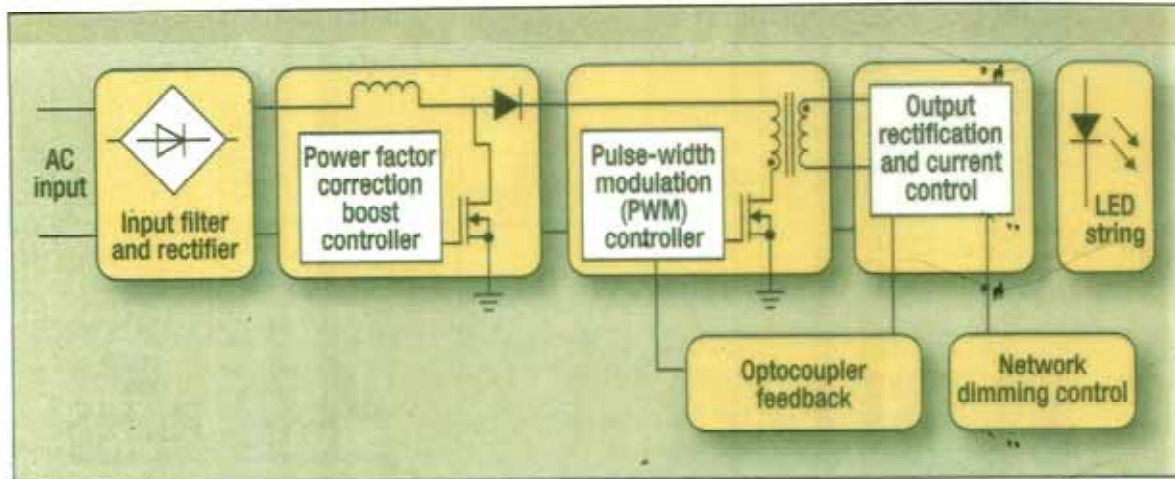 AC
input
Input filter
and rectifier
Power factor
correction
boost
controller
Pulse-width
modulation
(PWM)
controller
Output
rectification
and current
control
LED
string
Optocoupler
feedback
Network
dimming control